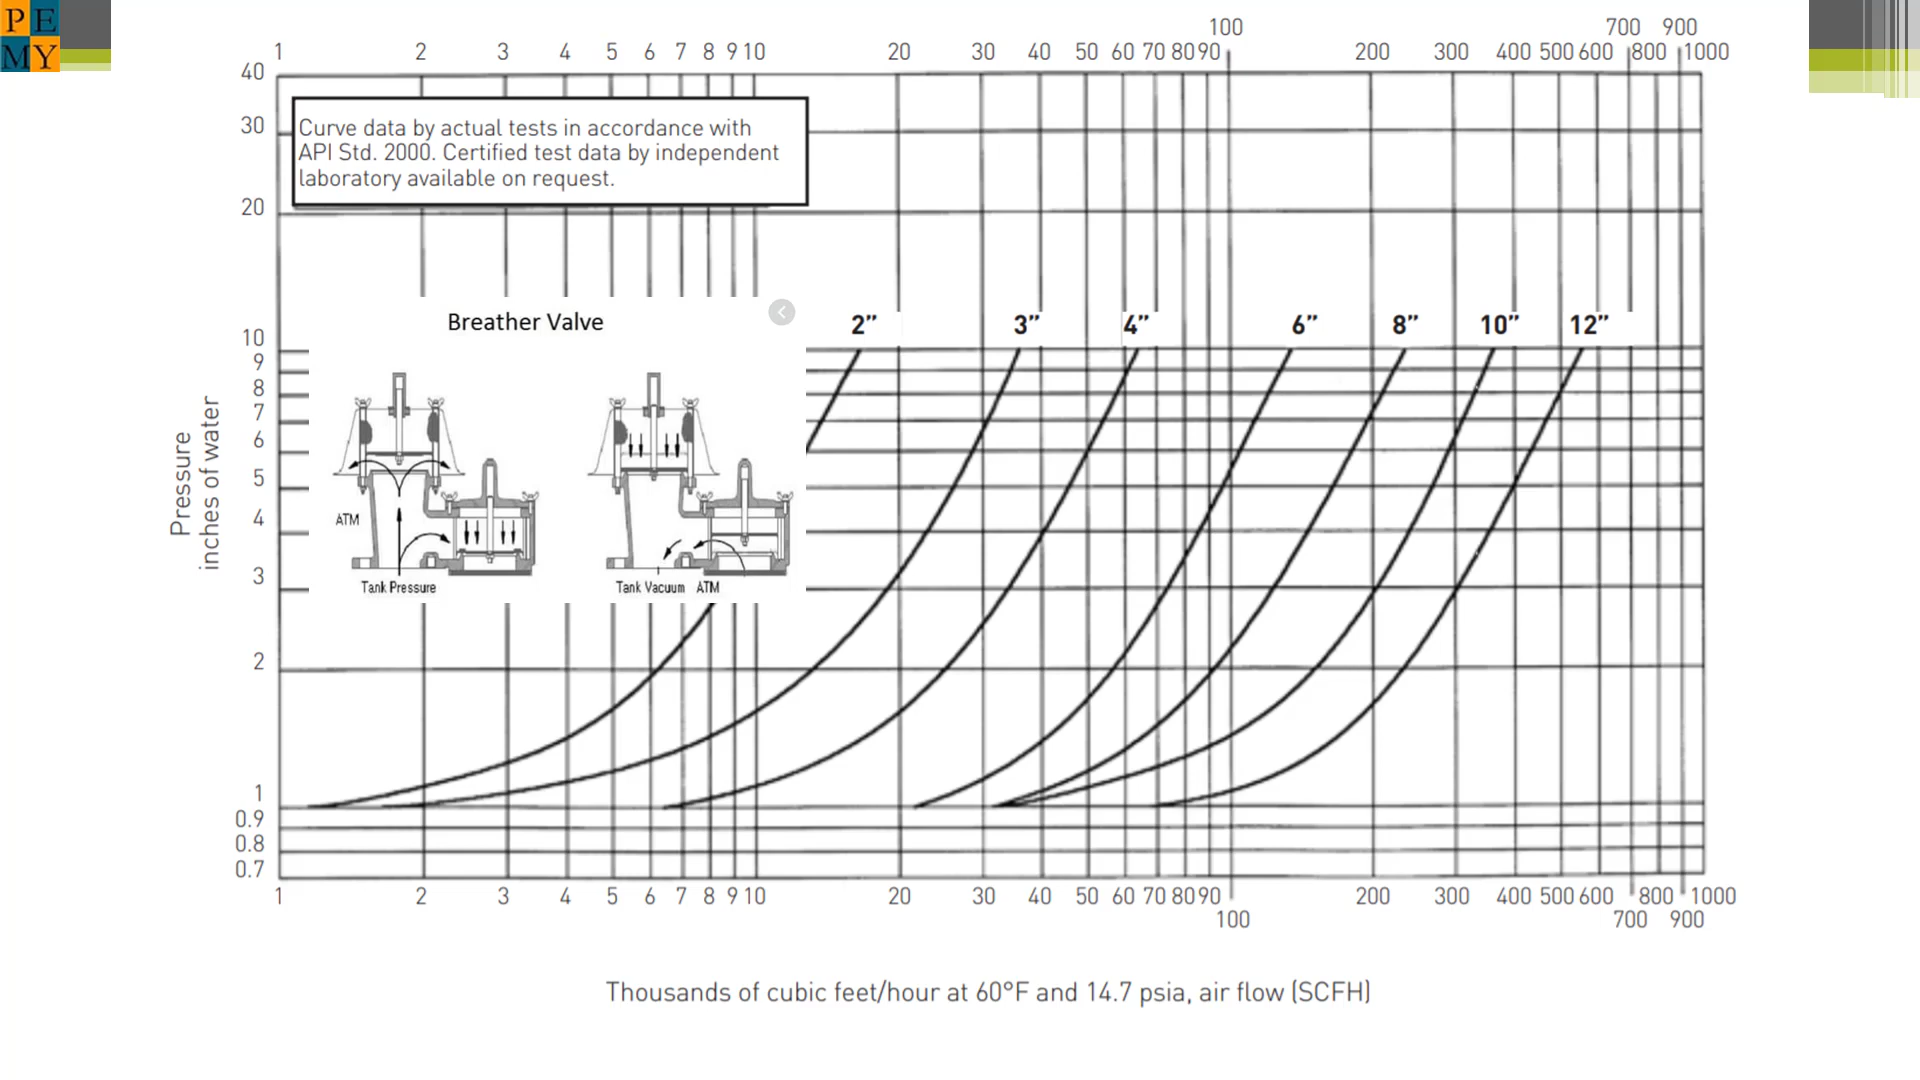 P E
M Y
100 700 900
1 2 3 4 5 6 7 8 9 10 20 30 40 50 60 70 80 90 200 300 400 500 600 800 1000
40
30
20
10
9
8
7
6
5
4
3
2
1
0.9
0.8
0.7
Curve data by actual tests in accordance with
API Std. 2000. Certified test data by independent
laboratory available on request.
Breather Valve
2” 3” 4” 6” 8” 10” 12”
Pressure
inches of water
ATM
Tank Pressure
Tank Vacuum ATM
1 2 3 4 5 6 7 8 9 10 20 30 40 50 60 70 80 90 200 300 400 500 600 800 1000
100 700 900
Thousands of cubic feet/hour at 60°F and 14.7 psia, air flow (SCFH)